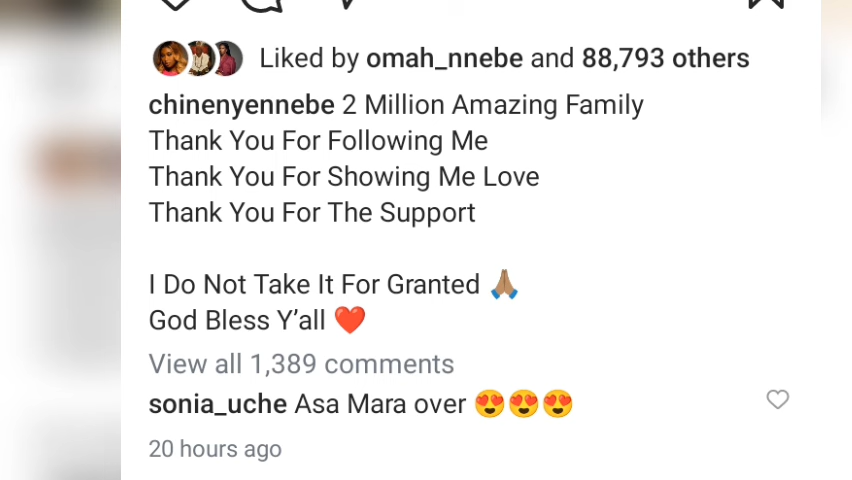 Liked by omah_nnebe and 88,793 others
chinenyennebe 2 Million Amazing Family
Thank You For Following Me
Thank You For Showing Me Love
Thank You For The Support
I Do Not Take It For Granted 🙏🏽
God Bless Y’all ❤️
View all 1,389 comments
sonia_uche Asa Mara over 😍😍😍
20 hours ago